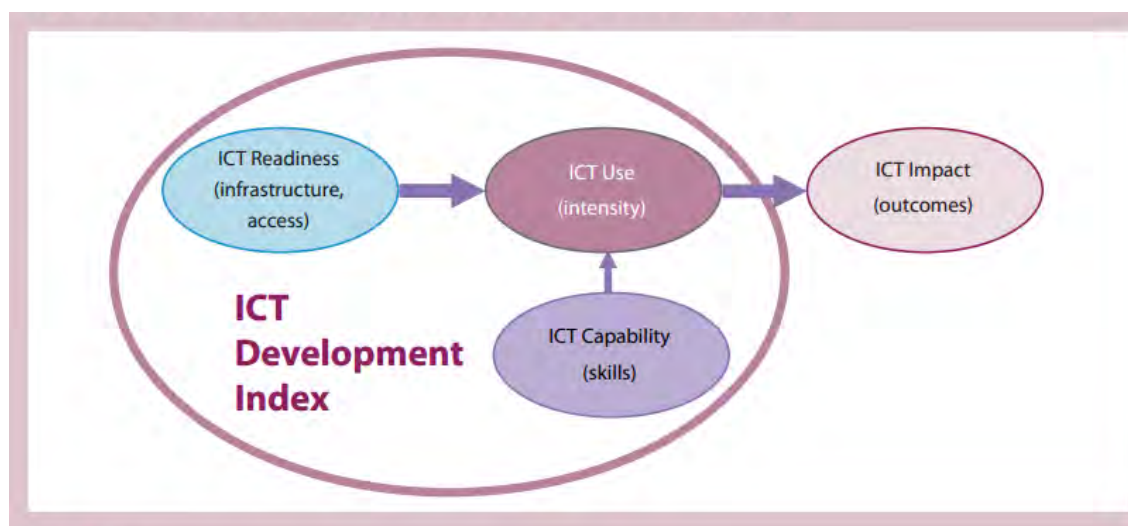 ICT Readiness
(infrastructure,
access)
ICT Use
(intensity)
ICT Impact
(outcomes)
ICT
Development
Index
ICT Capability
(skills)